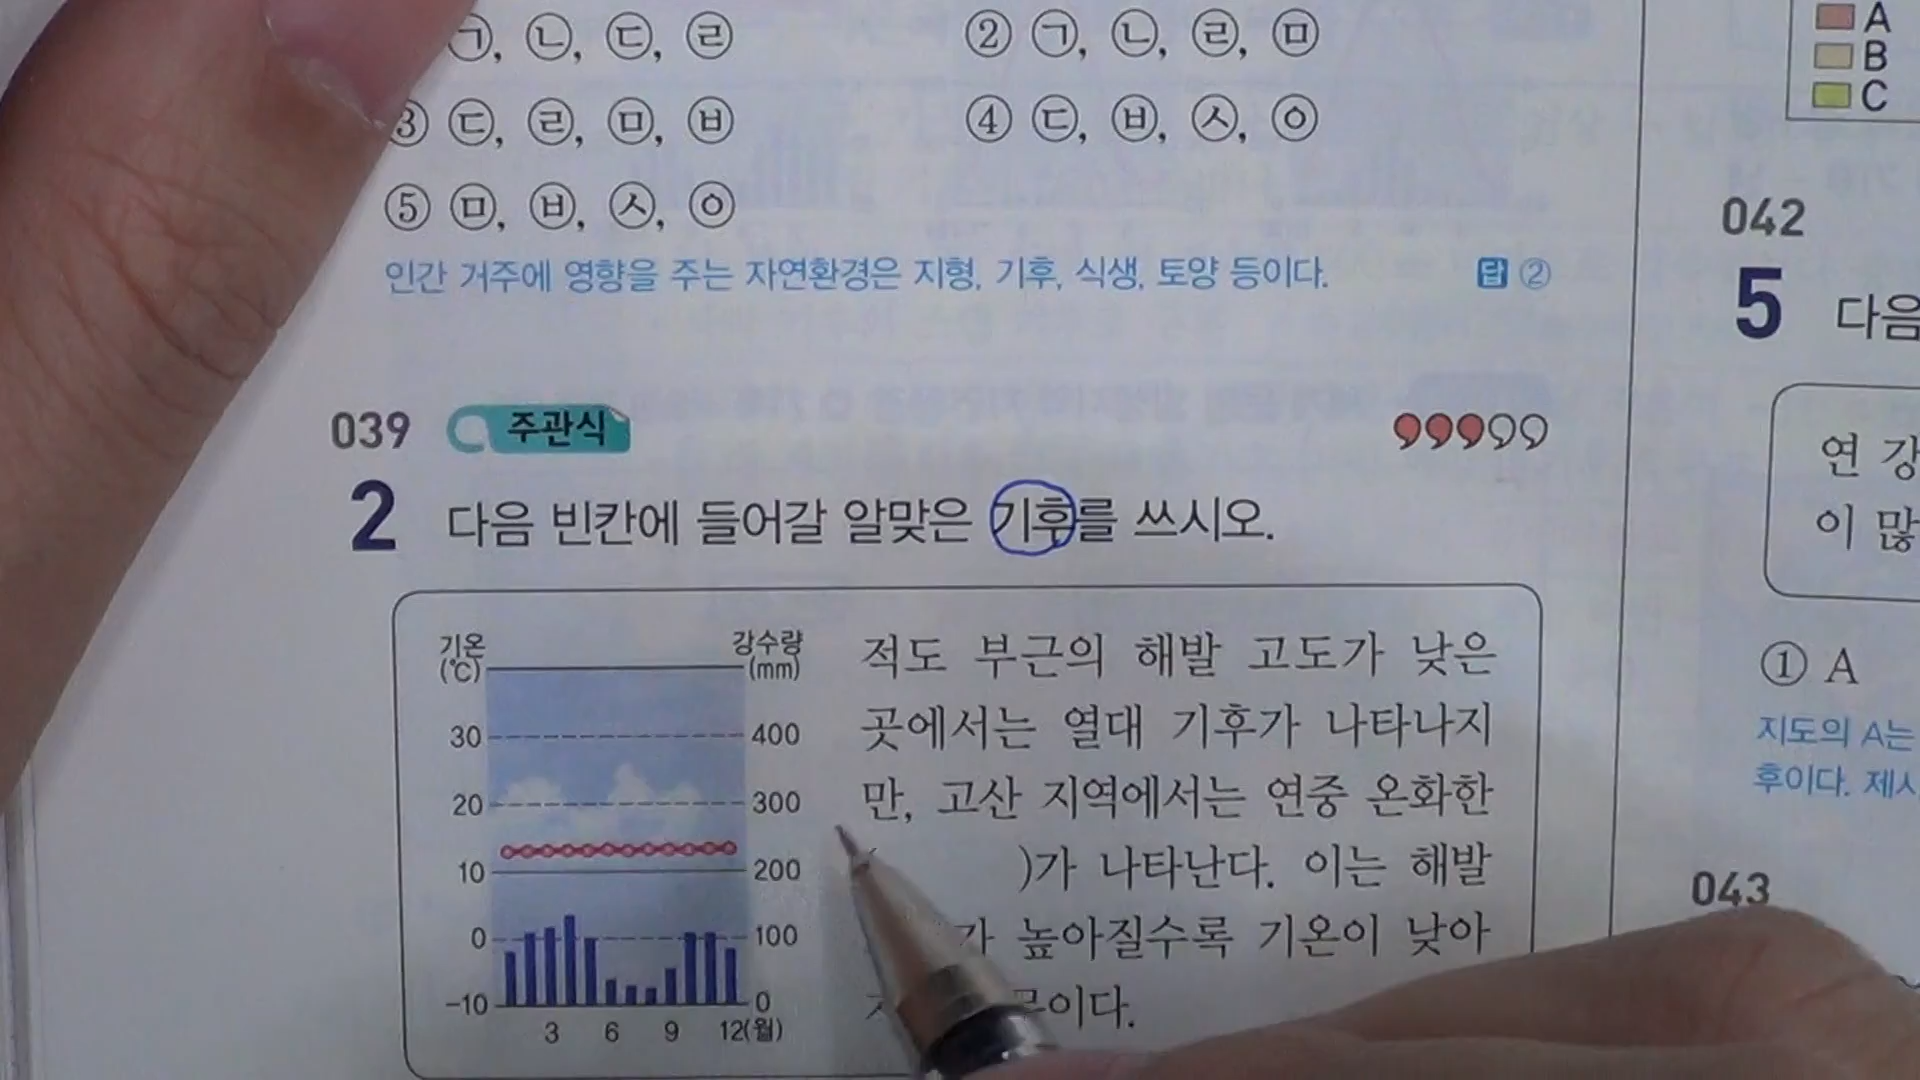 ㄱ, ㄴ, ㄷ, ㄹ
② ㄱ, ㄴ, ㄹ, ㅁ
③ ㄷ, ㄹ, ㅁ, ㅂ
④ ㄷ, ㅂ, ㅅ, ㅇ
⑤ ㅁ, ㅂ, ㅅ, ㅇ
인간 거주에 영향을 주는 자연환경은 지형, 기후, 식생, 토양 등이다. 답 ②
039 주관식
2 다음 빈칸에 들어갈 알맞은 기후를 쓰시오.
기온 (℃)
강수량 (mm)
30 400
20 300
10 200
0 100
-10 0
3 6 9 12(월)
적도 부근의 해발 고도가 낮은
곳에서는 열대 기후가 나타나지
만, 고산 지역에서는 연중 온화한
( )가 나타난다. 이는 해발
가 높아질수록 기온이 낮아
이다.
A
B
C
042
5 다음
연 강
이 많
① A
지도의 A는
후이다. 제시
043